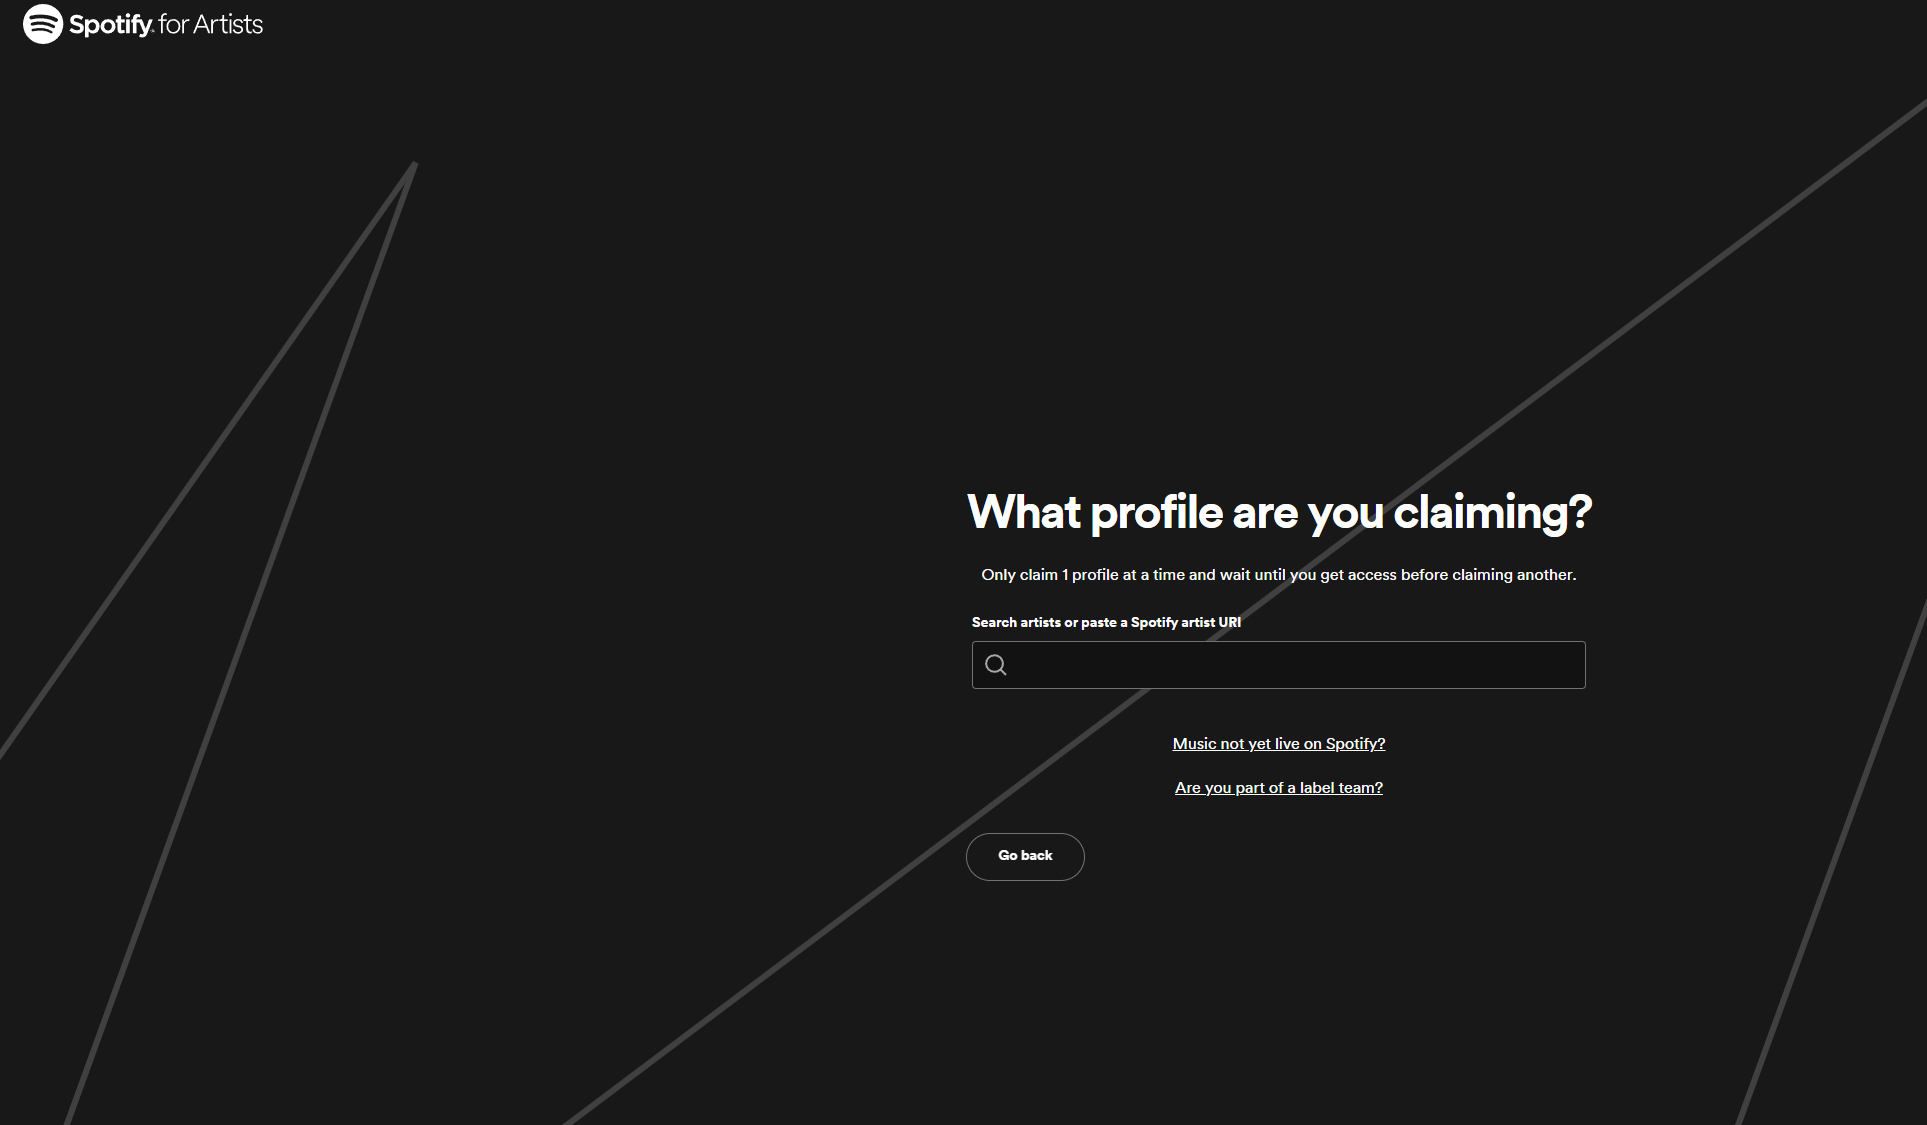 Spotify for Artists
What profile are you claiming?
Only claim 1 profile at a time and wait until you get access before claiming another.
Search artists or paste a Spotify artist URI
Music not yet live on Spotify?
Are you part of a label team?
Go back